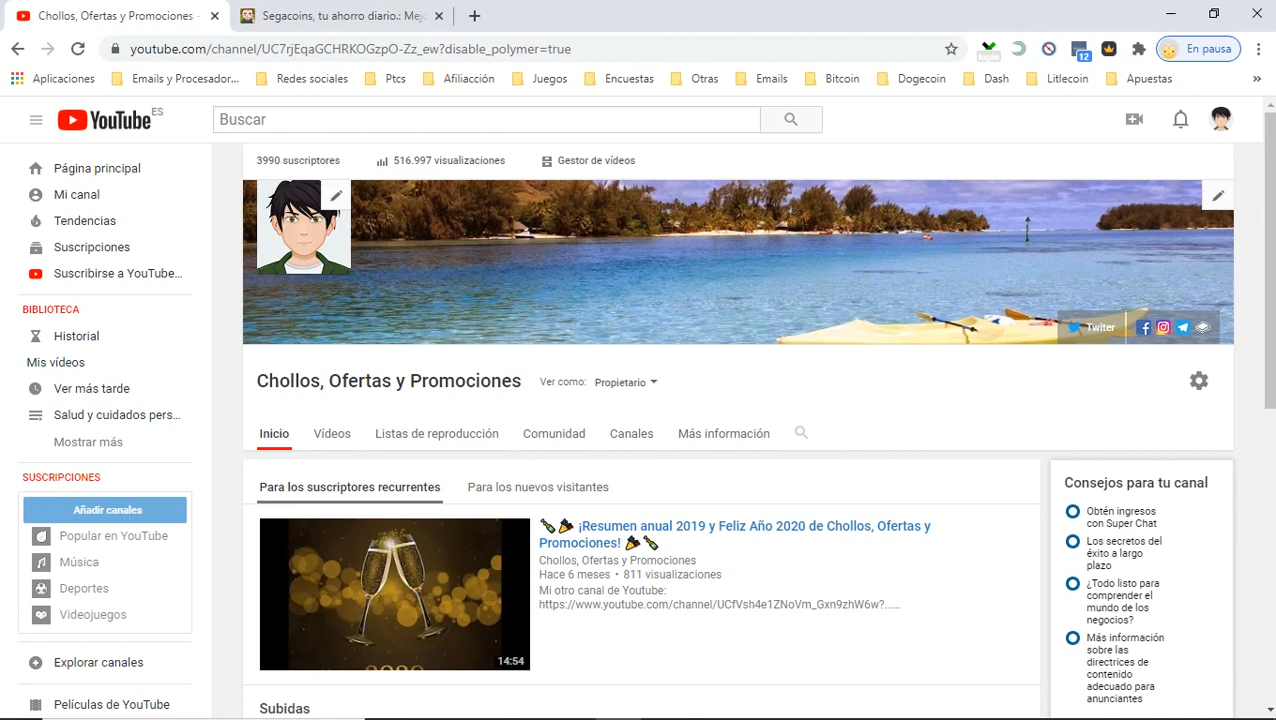 Chollos, Ofertas y Promociones -
Segacoins, tu ahorro diario.: Mejo
youtube.com/channel/UC7rjEqaGCHRKOGzpO-Zz_ew?disable_polymer=true
12
En pausa
Aplicaciones
Emails y Procesador...
Redes sociales
Ptcs
Afiliacción
Juegos
Encuestas
Otras
Emails
Bitcoin
Dogecoin
Dash
Litlecoin
Apuestas
»
YouTube ES
Buscar
Página principal
Mi canal
Tendencias
Suscripciones
Suscribirse a YouTube...
BIBLIOTECA
Historial
Mis vídeos
Ver más tarde
Salud y cuidados pers...
Mostrar más
SUSCRIPCIONES
Añadir canales
Popular en YouTube
Música
Deportes
Videojuegos
Explorar canales
Películas de YouTube
3990 suscriptores
516.997 visualizaciones
Gestor de vídeos
Twiter
Chollos, Ofertas y Promociones
Ver como: Propietario
Inicio
Vídeos
Listas de reproducción
Comunidad
Canales
Más información
Para los suscriptores recurrentes
Para los nuevos visitantes
2020
14:54
🍾🎉 ¡Resumen anual 2019 y Feliz Año 2020 de Chollos, Ofertas y
Promociones! 🎉🍾
Chollos, Ofertas y Promociones
Hace 6 meses • 811 visualizaciones
Mi otro canal de Youtube:
https://www.youtube.com/channel/UCfVsh4e1ZNoVm_Gxn9zhW6w?......
Subidas
Consejos para tu canal
Obtén ingresos
con Super Chat
Los secretos del
éxito a largo
plazo
¿Todo listo para
comprender el
mundo de los
negocios?
Más información
sobre las
directrices de
contenido
adecuado para
anunciantes